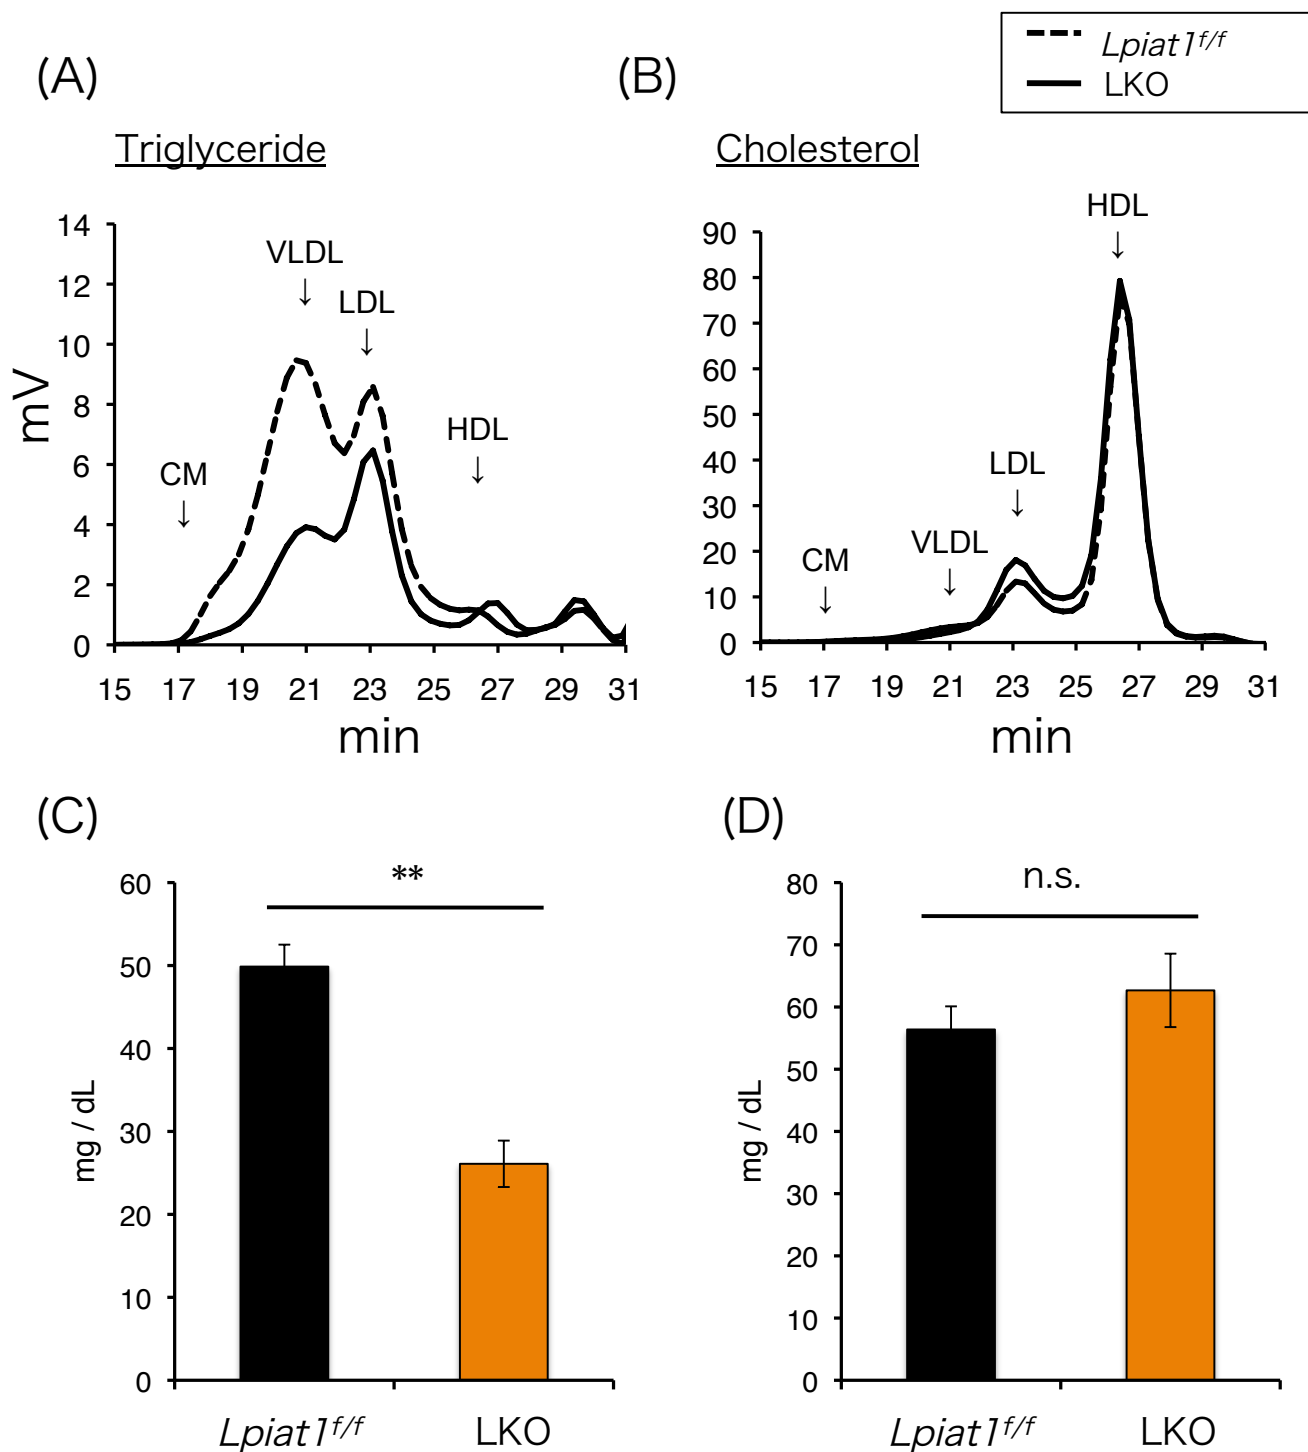 Lpiat1f/f
LKO
(A)
(B)
Triglyceride
Cholesterol
mV
14
12
10
8
6
4
2
0
CM
↓
VLDL
↓
LDL
↓
HDL
↓
15 17 19 21 23 25 27 29 31
min
90
80
70
60
50
40
30
20
10
0
CM
↓
VLDL
↓
LDL
↓
HDL
↓
15 17 19 21 23 25 27 29 31
min
(C)
**
mg / dL
60
50
40
30
20
10
0
Lpiat1f/f LKO
(D)
n.s.
mg / dL
80
70
60
50
40
30
20
10
0
Lpiat1f/f LKO